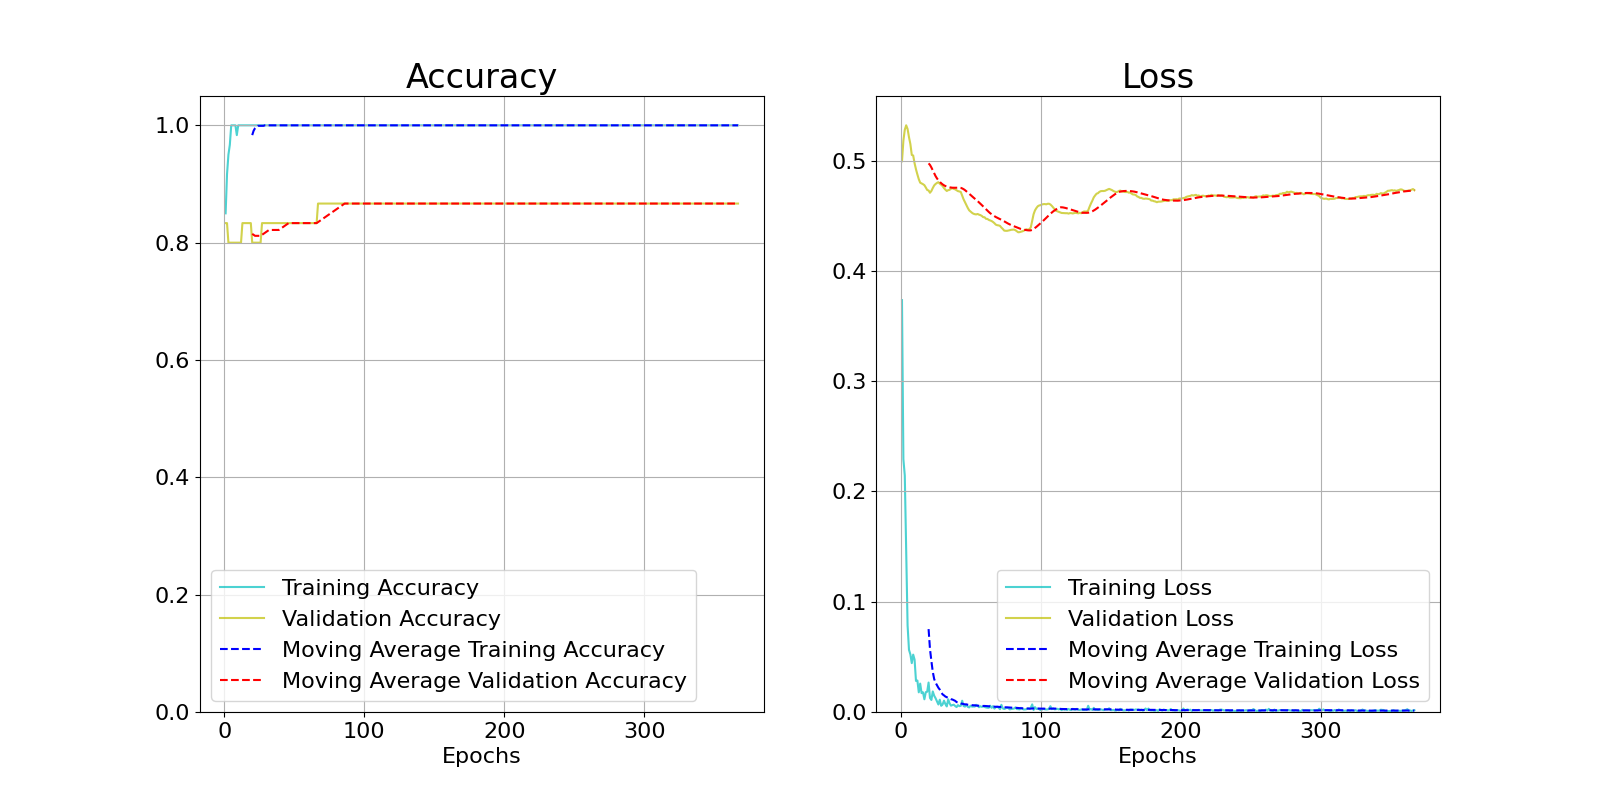 Accuracy
1.0
0.8
0.6
0.4
0.2
0.0
0 100 200 300
Epochs
Training Accuracy
Validation Accuracy
Moving Average Training Accuracy
Moving Average Validation Accuracy
Loss
0.5
0.4
0.3
0.2
0.1
0.0
0 100 200 300
Epochs
Training Loss
Validation Loss
Moving Average Training Loss
Moving Average Validation Loss